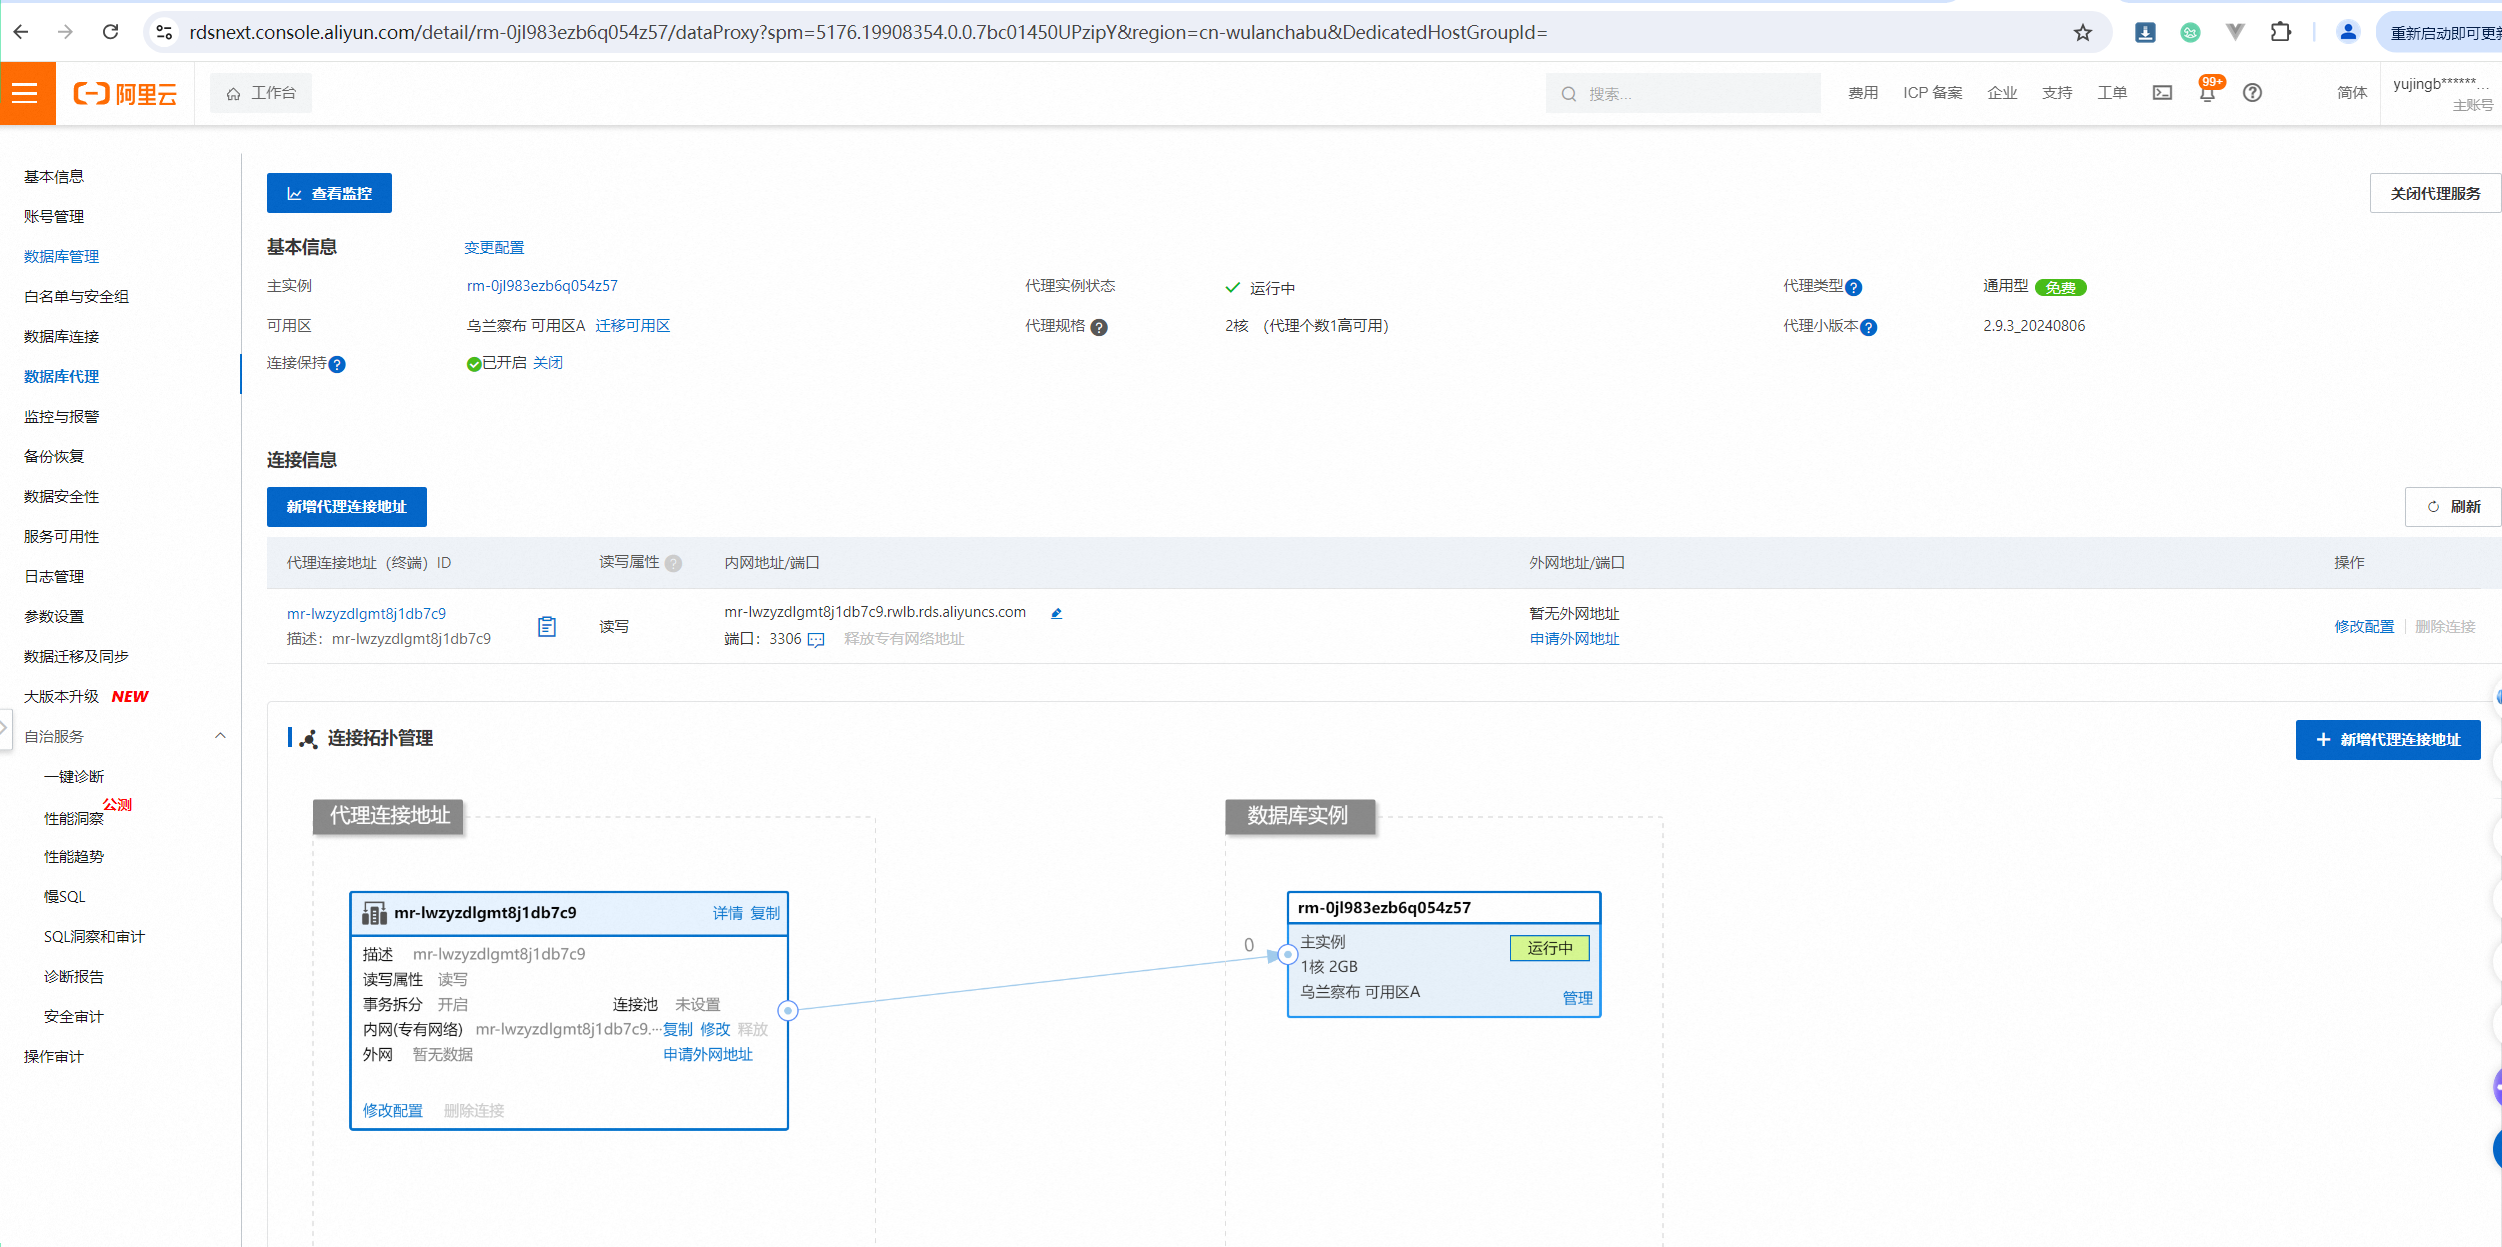 rdsnext.console.aliyun.com/detail/rm-0jl983ezb6q054z57/dataProxy?spm=5176.19908354.0.0.7bc01450UPzipY&region=cn-wulanchabu&DedicatedHostGroupId=
重新启动即可更新
阿里云
工作台
搜索...
费用
ICP 备案
企业
支持
工单
99+
简体
yujingb******...
主账号
基本信息
账号管理
数据库管理
白名单与安全组
数据库连接
数据库代理
监控与报警
备份恢复
数据安全性
服务可用性
日志管理
参数设置
数据迁移及同步
大版本升级 NEW
自治服务
一键诊断
公测
性能洞察
性能趋势
慢SQL
SQL洞察和审计
诊断报告
安全审计
操作审计
查看监控
关闭代理服务
基本信息 变更配置
主实例 rm-0jl983ezb6q054z57 代理实例状态 运行中 代理类型 通用型 免费
可用区 乌兰察布 可用区A 迁移可用区 代理规格 2核 (代理个数1高可用) 代理小版本 2.9.3_20240806
连接保持 已开启 关闭
连接信息
新增代理连接地址
刷新
代理连接地址（终端）ID 读写属性 内网地址/端口 外网地址/端口 操作
mr-lwzyzdlgmt8j1db7c9
描述：mr-lwzyzdlgmt8j1db7c9
读写
mr-lwzyzdlgmt8j1db7c9.rwlb.rds.aliyuncs.com
端口：3306 释放专有网络地址
暂无外网地址
申请外网地址
修改配置 删除连接
连接拓扑管理
新增代理连接地址
代理连接地址
mr-lwzyzdlgmt8j1db7c9 详情 复制
描述 mr-lwzyzdlgmt8j1db7c9
读写属性 读写
事务拆分 开启 连接池 未设置
内网(专有网络) mr-lwzyzdlgmt8j1db7c9.··· 复制 修改 释放
外网 暂无数据 申请外网地址
修改配置 删除连接
0
数据库实例
rm-0jl983ezb6q054z57
主实例 运行中
1核 2GB
乌兰察布 可用区A
管理